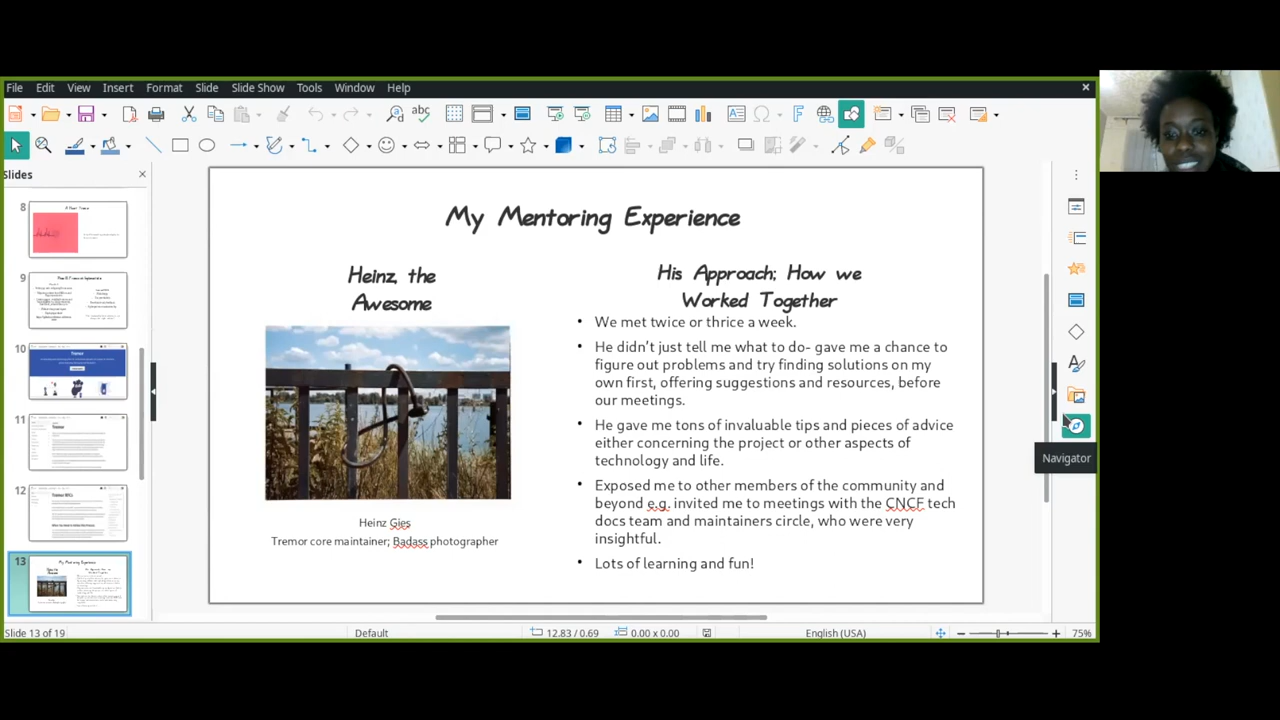 File Edit View Insert Format Slide Slide Show Tools Window Help
abc
Slides
8
9
10
11
12
13
My Mentoring Experience
Heinz, the
Awesome
Heinz Gies
Tremor core maintainer; Badass photographer
His Approach; How we
Worked Together
• We met twice or thrice a week.
• He didn't just tell me what to do- gave me a chance to
figure out problems and try finding solutions on my
own first, offering suggestions and resources, before
our meetings.
• He gave me tons of invaluable tips and pieces of advice
either concerning the project or other aspects of
technology and life.
• Exposed me to other members of the community and
beyond e.g. invited me to meetings with the CNCF tech
docs team and maintainers circle, who were very
insightful.
• Lots of learning and fun!
Navigator
Slide 13 of 19 Default 12.83 / 0.69 0.00 x 0.00 English (USA) 75%